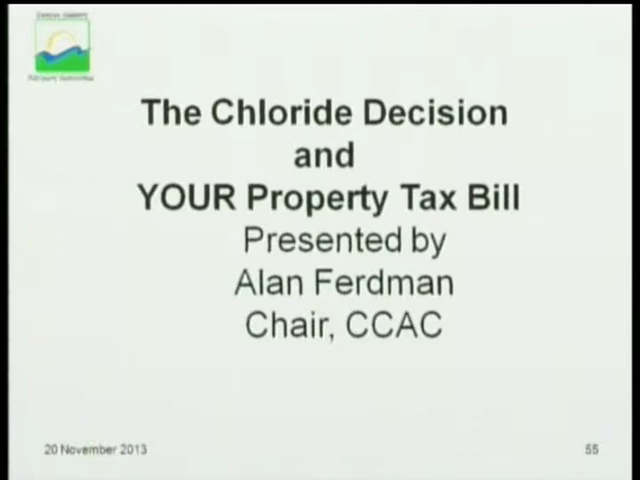 The Chloride Decision
and
YOUR Property Tax Bill
Presented by
Alan Ferdman
Chair, CCAC
20 November 2013
55